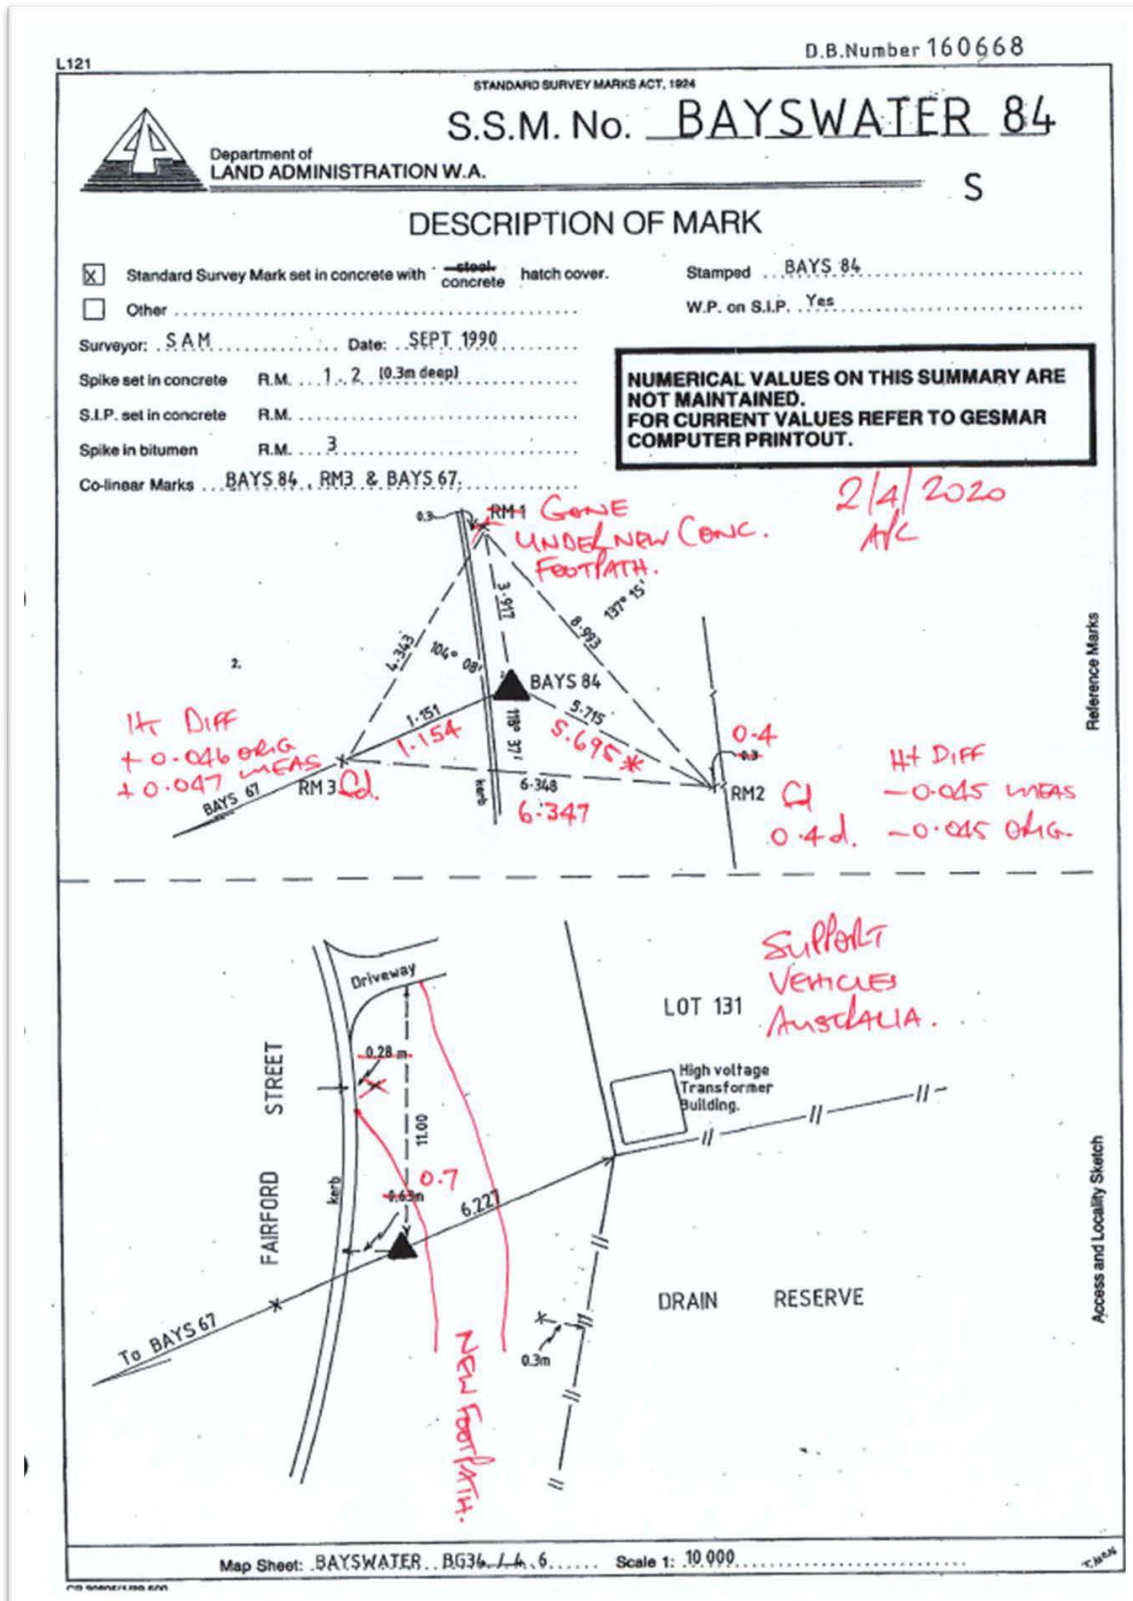 D.B.Number 160668
L121
STANDARD SURVEY MARKS ACT, 1924
S.S.M. No. BAYSWATER 84
Department of
LAND ADMINISTRATION W.A.
S
DESCRIPTION OF MARK
X Standard Survey Mark set in concrete with steel concrete hatch cover.
Stamped BAYS 84
Other
W.P. on S.I.P. Yes
Surveyor: SAM Date: SEPT 1990
Spike set in concrete R.M. 1, 2 (0.3m deep)
S.I.P. set in concrete R.M.
Spike in bitumen R.M. 3
Co-linear Marks BAYS 84, RM3 & BAYS 67.
NUMERICAL VALUES ON THIS SUMMARY ARE
NOT MAINTAINED.
FOR CURRENT VALUES REFER TO GESMAR
COMPUTER PRINTOUT.
2/4/2020
0.3
RM1 GONE
UNDER NEW CONC.
FOOTPATH.
3.917
137° 15'
8.993
4.343
104° 08'
2.
BAYS 84
1.151
1.154
118° 37'
5.715
5.695*
Ht DIFF
+0.046 ORIG
+0.047 MEAS
RM3 Cd.
BAYS 67
kerb
6.348
6.347
0.4
0.3
RM2
0.4 d.
Ht DIFF
-0.045 MEAS
-0.045 ORIG.
Reference Marks
SUPPORT
VEHICLES
AUSTRALIA.
LOT 131
Driveway
0.28 m
11.00
FAIRFORD STREET
kerb
High voltage
Transformer
Building.
0.63m
0.7
6.227
DRAIN RESERVE
To BAYS 67
0.3m
NEW FOOTPATH.
Access and Locality Sketch
Map Sheet: BAYSWATER BG34 / 4.6 Scale 1: 10 000